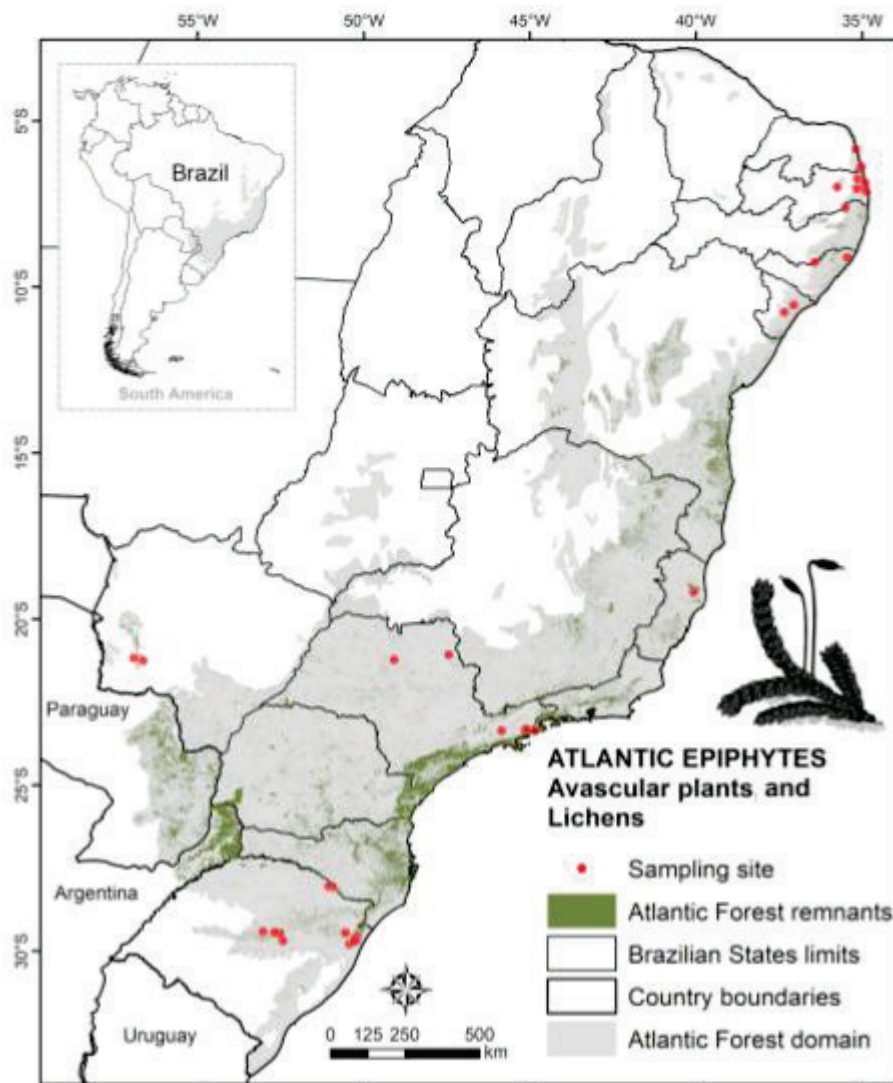 55°W 50°W 45°W 40°W 35°W
5°S
10°S
15°S
20°S
25°S
30°S
Brazil
South America
Paraguay
Argentina
Uruguay
ATLANTIC EPIPHYTES
Avascular plants and
Lichens
Sampling site
Atlantic Forest remnants
Brazilian States limits
Country boundaries
Atlantic Forest domain
0 125 250 500
km